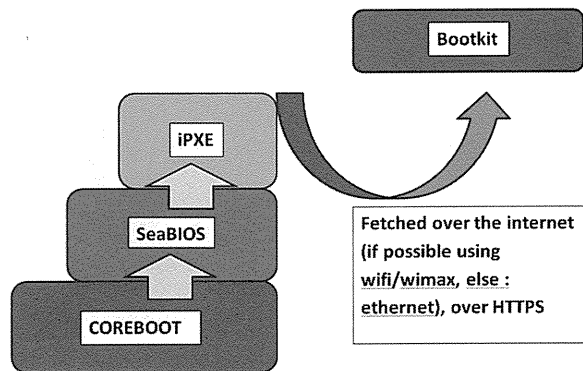 Bootkit
iPXE
SeaBIOS
COREBOOT
Fetched over the internet
(if possible using
wifi/wimax, else :
ethernet), over HTTPS